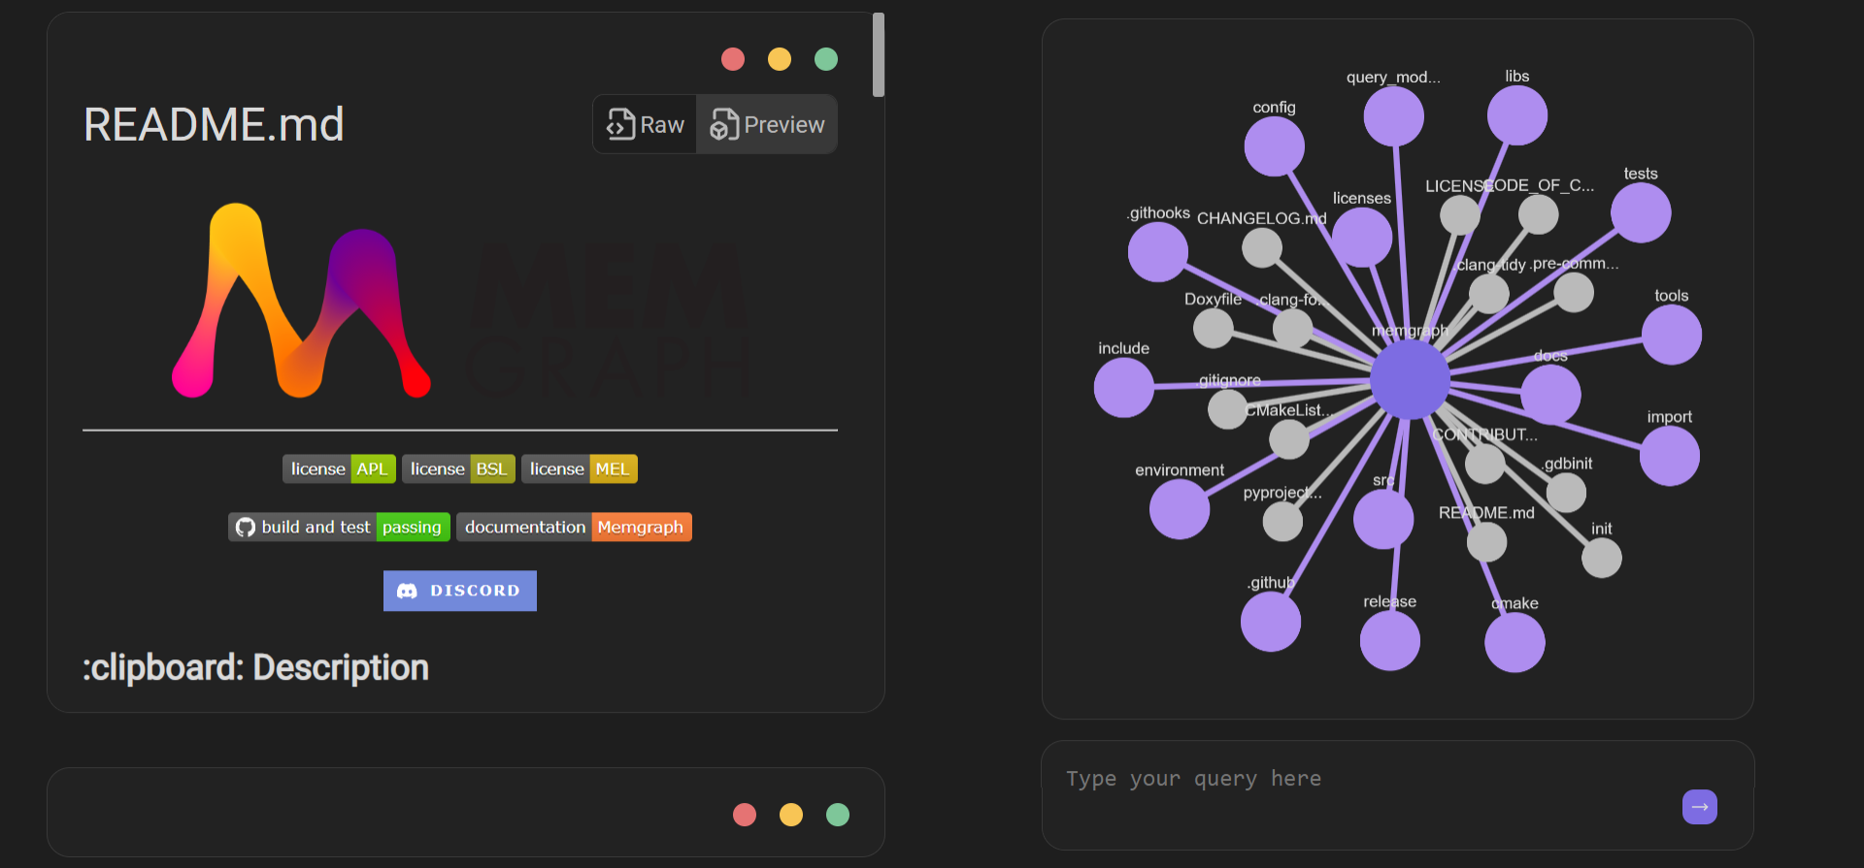 README.md
Raw
Preview
MEM
GRAPH
license APL
license BSL
license MEL
build and test passing
documentation Memgraph
DISCORD
:clipboard: Description
query_mod...
libs
config
tests
LICENSE
ODE_OF_C...
licenses
.githooks
CHANGELOG.md
.clang-tidy
.pre-comm...
tools
Doxyfile
.clang-fo...
memgraph
include
docs
.gitignore
CMakeList...
import
CONTRIBUT...
environment
.gdbinit
src
pyproject...
README.md
init
.github
release
cmake
Type your query here